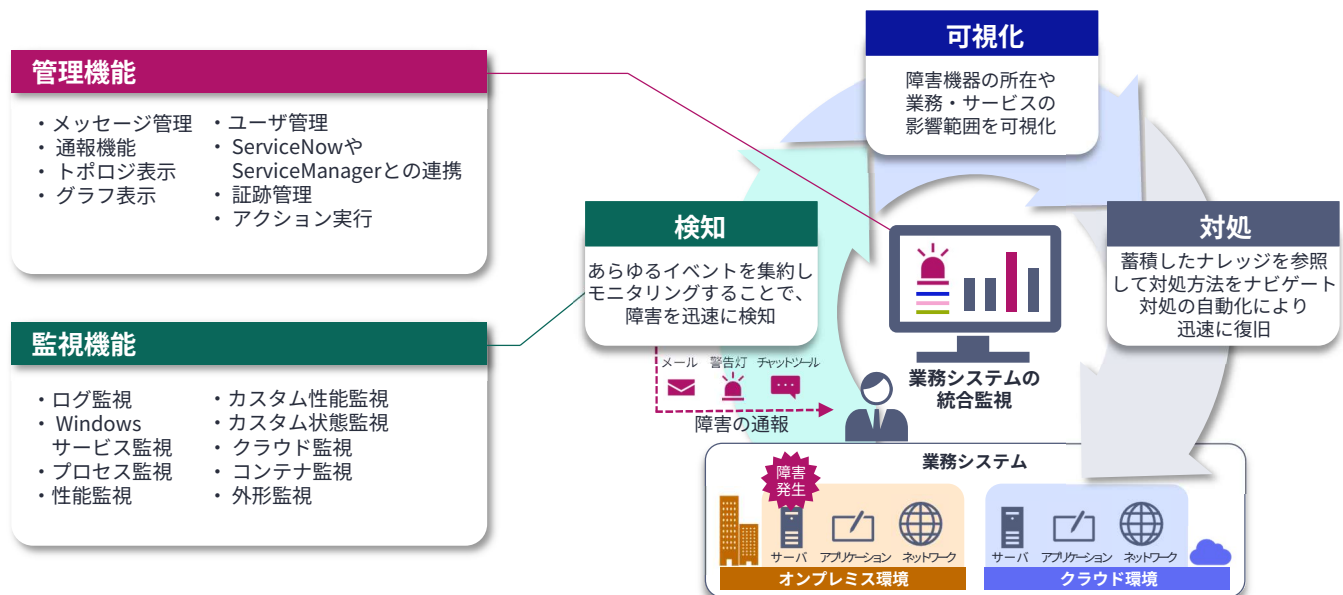 管理機能
・メッセージ管理
・通報機能
・トポロジ表示
・グラフ表示
・ユーザ管理
・ServiceNowや
ServiceManagerとの連携
・証跡管理
・アクション実行
監視機能
・ログ監視
・Windows
サービス監視
・プロセス監視
・性能監視
・カスタム性能監視
・カスタム状態監視
・クラウド監視
・コンテナ監視
・外形監視
可視化
障害機器の所在や
業務・サービスの
影響範囲を可視化
検知
あらゆるイベントを集約し
モニタリングすることで、
障害を迅速に検知
対処
蓄積したナレッジを参照
して対処方法をナビゲート
対処の自動化により
迅速に復旧
メール 警告灯 チャットツール
障害の通報
業務システムの
統合監視
業務システム
障害
発生
サーバ アプリケーション ネットワーク
オンプレミス環境
サーバ アプリケーション ネットワーク
クラウド環境